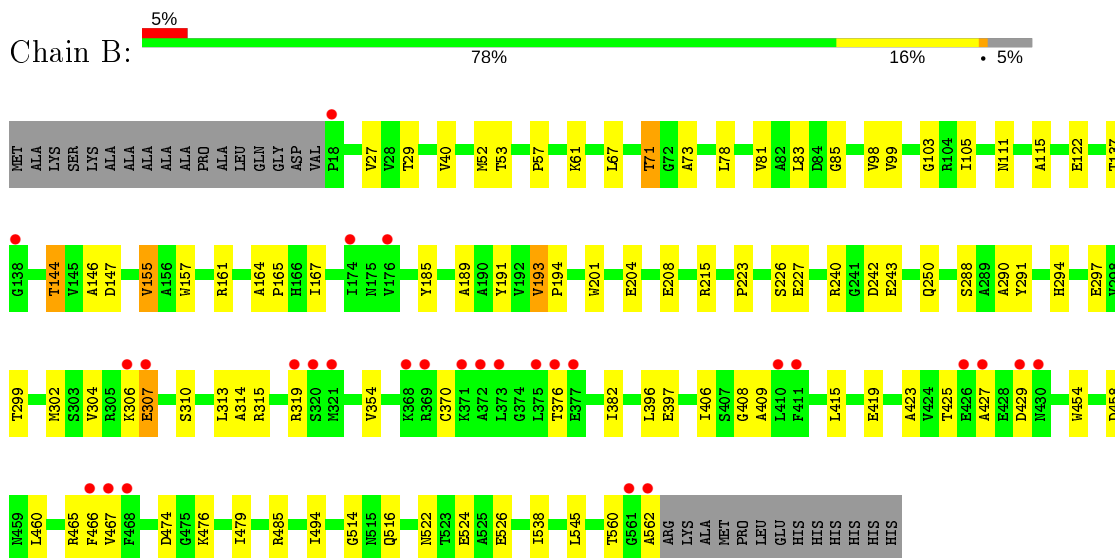 5%
Chain B:
78% 16% • 5%
MET ALA LYS SER LYS ALA ALA ALA ALA ALA PRO ALA LEU GLN GLY ASP VAL P18 V27 V28 T29 V40 M52 T53 P57 K61 L67 T71 G72 A73 L78 V81 A82 L83 D84 G85 V98 V99 G103 R104 I105 N111 A115 E122 T137
G138 T144 V145 A146 D147 V155 A156 W157 R161 A164 P165 H166 I167 I174 N175 V176 Y185 A189 A190 Y191 V192 V193 P194 W201 E204 E208 R215 P223 S226 E227 R240 G241 D242 E243 Q250 S288 A289 A290 Y291 H294 E297 V298
T299 M302 S303 V304 R305 K306 E307 S310 L313 A314 R315 R319 S320 M321 V354 K368 R369 C370 K371 A372 L373 G374 L375 T376 E377 I382 L396 E397 I406 S407 G408 A409 L410 F411 L415 E419 A423 V424 T425 E426 A427 E428 D429 N430 W454 D458
N459 L460 R465 F466 V467 F468 D474 G475 K476 I479 R485 I494 G514 N515 Q516 N522 T523 E524 A525 E526 I538 L545 T560 G561 A562 ARG LYS ALA MET PRO LEU GLU HIS HIS HIS HIS HIS HIS